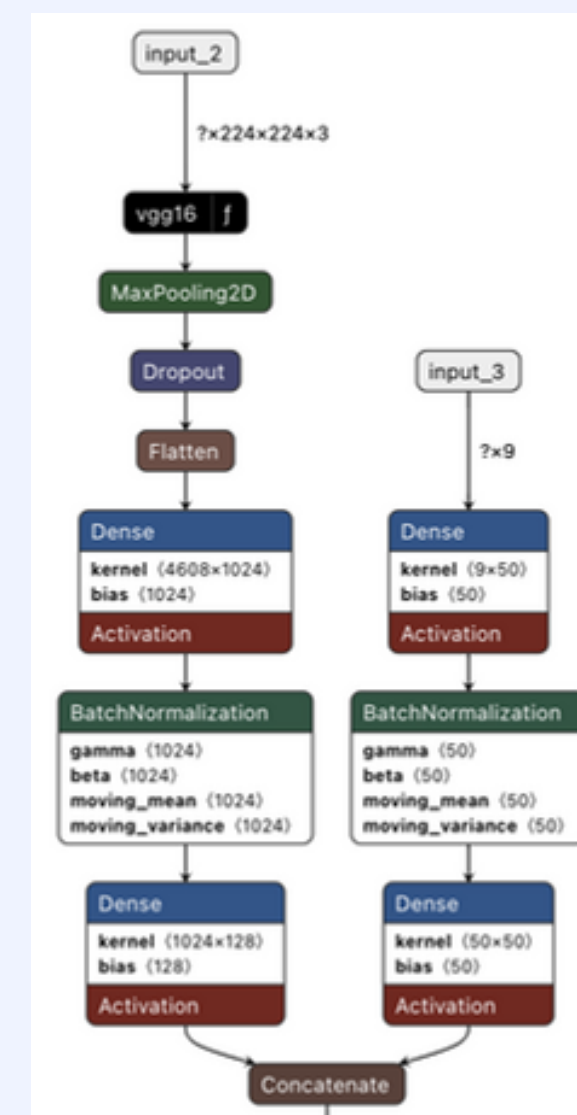 input_2
?×224×224×3
vgg16 ƒ
MaxPooling2D
Dropout
Flatten
Dense
kernel ⟨4608×1024⟩
bias ⟨1024⟩
Activation
BatchNormalization
gamma ⟨1024⟩
beta ⟨1024⟩
moving_mean ⟨1024⟩
moving_variance ⟨1024⟩
Dense
kernel ⟨1024×128⟩
bias ⟨128⟩
Activation
input_3
?×9
Dense
kernel ⟨9×50⟩
bias ⟨50⟩
Activation
BatchNormalization
gamma ⟨50⟩
beta ⟨50⟩
moving_mean ⟨50⟩
moving_variance ⟨50⟩
Dense
kernel ⟨50×50⟩
bias ⟨50⟩
Activation
Concatenate